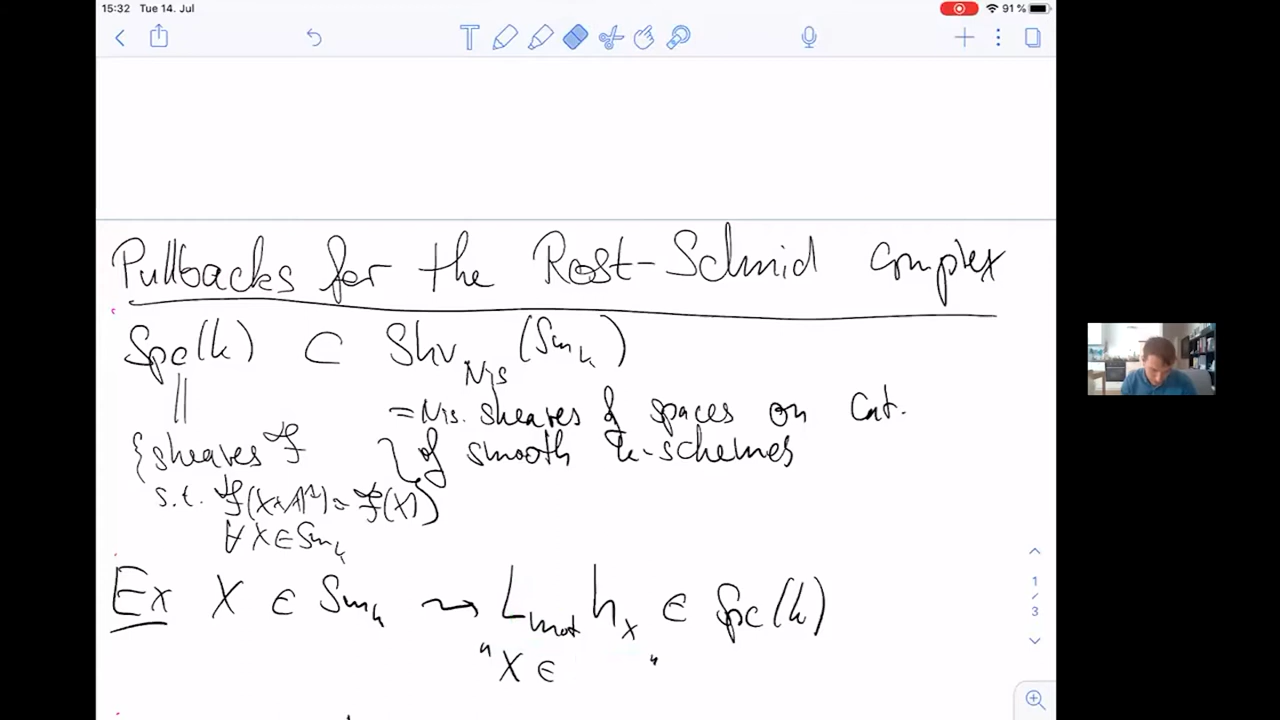 15:32 Tue 14. Jul
91 %
T
Pullbacks for the Rost-Schmid complex
Spc(k) ⊂ Shv_Nis (Sm_k)
||
= Nis. sheaves of spaces on Cat.
{sheaves F } of smooth k-schemes
s.t. F(X×A¹) ≃ F(X)
∀ X ∈ Sm_k
Ex X ∈ Sm_k ⇝ L_mot h_X ∈ Spc(k)
"X ∈ "
1
/
3